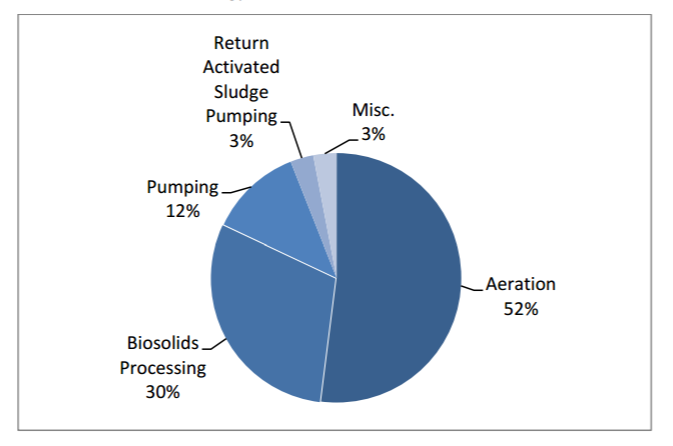 Return
Activated
Sludge
Pumping
3%
Misc.
3%
Pumping
12%
Aeration
52%
Biosolids
Processing
30%